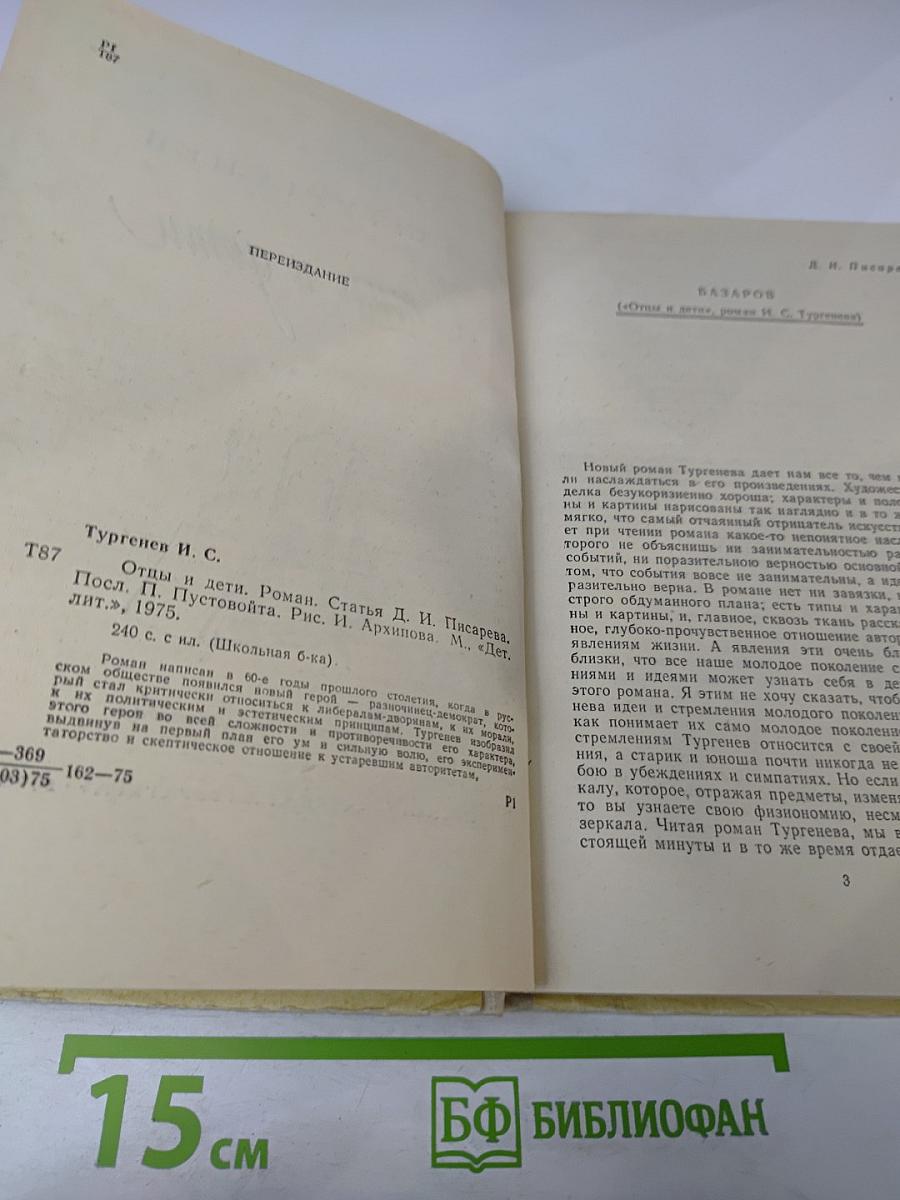 Р1
Т87
ПЕРЕИЗДАНИЕ
Тургенев И. С.
Т87
Отцы и дети. Роман. Статья Д. И. Писарева.
Посл. П. Пустовойта. Рис. И. Архипова. М., «Дет.
лит.», 1975.
240 с. с ил. (Школьная б-ка).
Роман написан в 60-е годы прошлого столетия, когда в рус-
ском обществе появился новый герой — разночинец-демократ, кото-
рый стал критически относиться к либералам-дворянам, к их морали,
к их политическим и эстетическим принципам. Тургенев изобразил
этого героя во всей сложности и противоречивости его характера,
выдвинув на первый план его ум и сильную волю, его эксперимен-
таторство и скептическое отношение к устаревшим авторитетам.
—369
03)75
162—75
Р1
Д. И. Писаре
БАЗАРОВ
(«Отцы и дети», роман И. С. Тургенева)
Новый роман Тургенева дает нам все то, чем
ли наслаждаться в его произведениях. Художес
делка безукоризненно хороша; характеры и поло
ны и картины нарисованы так наглядно и в то ж
мягко, что самый отчаянный отрицатель искусств
ет при чтении романа какое-то непонятное насл
торого не объяснишь ни занимательностью ра
событий, ни поразительною верностью основной
том, что события вовсе не занимательны, а иде
разительно верна. В романе нет ни завязки,
строго обдуманного плана; есть типы и хара
ны и картины, и, главное, сквозь ткань расск
ное, глубоко-прочувственное отношение автор
явлениям жизни. А явления эти очень бл
близки, что все наше молодое поколение с
ниями и идеями может узнать себя в де
этого романа. Я этим не хочу сказать, чтоб
нева идеи и стремления молодого поколен
как понимает их само молодое поколени
стремлениям Тургенев относится с своей
ния, а старик и юноша почти никогда не
бою в убеждениях и симпатиях. Но если
калу, которое, отражая предметы, изменя
то вы узнаете свою физиономию, несм
зеркала. Читая роман Тургенева, мы в
стоящей минуты и в то же время отдае
3
15 см
БФ БИБЛИОФАН